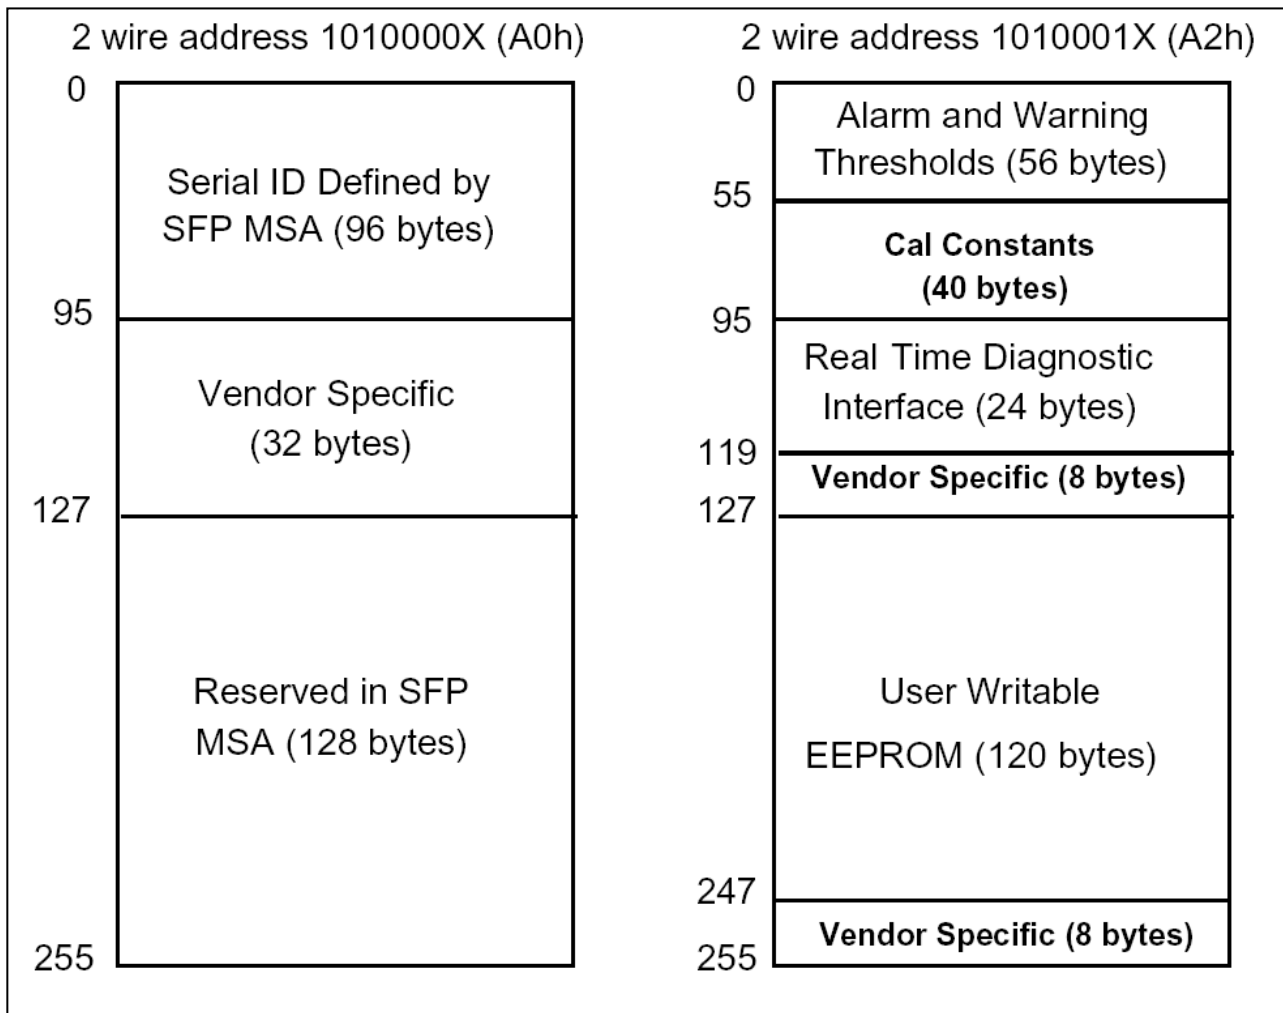 2 wire address 1010000X (A0h)
0
Serial ID Defined by
SFP MSA (96 bytes)
95
Vendor Specific
(32 bytes)
127
Reserved in SFP
MSA (128 bytes)
255
2 wire address 1010001X (A2h)
0
Alarm and Warning
Thresholds (56 bytes)
55
Cal Constants
(40 bytes)
95
Real Time Diagnostic
Interface (24 bytes)
119
Vendor Specific (8 bytes)
127
User Writable
EEPROM (120 bytes)
247
Vendor Specific (8 bytes)
255